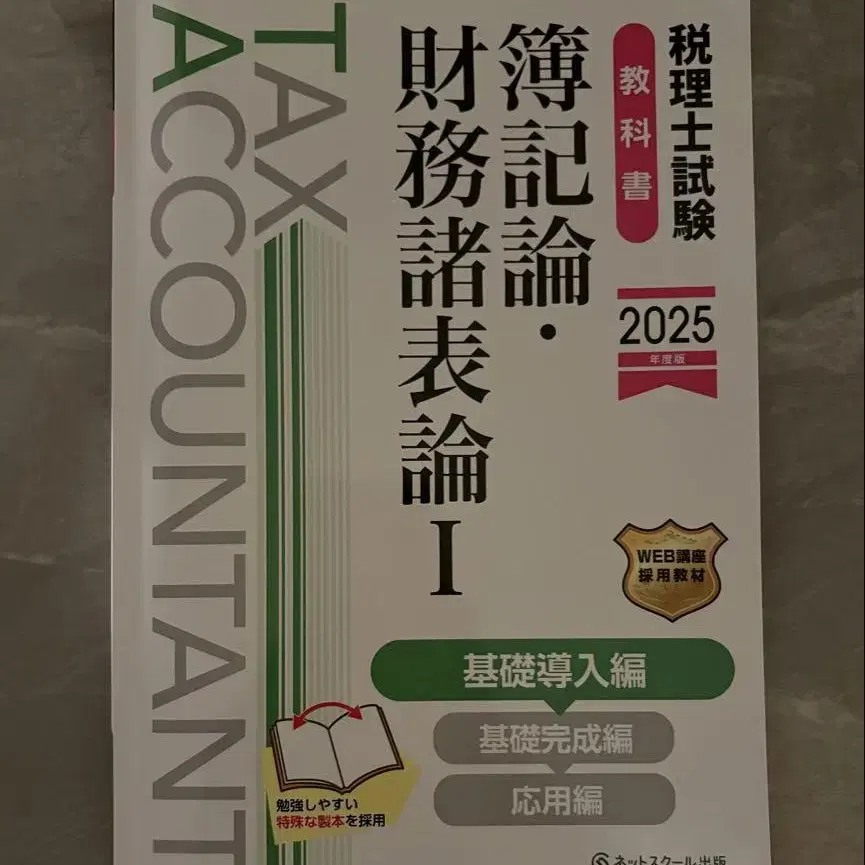 税理士試験
教科書
簿記論・
財務諸表論Ⅰ
TAX
ACCOUNTANT
2025
年度版
WEB講座
採用教材
基礎導入編
基礎完成編
応用編
勉強しやすい
特殊な製本を採用
ネットスクール出版